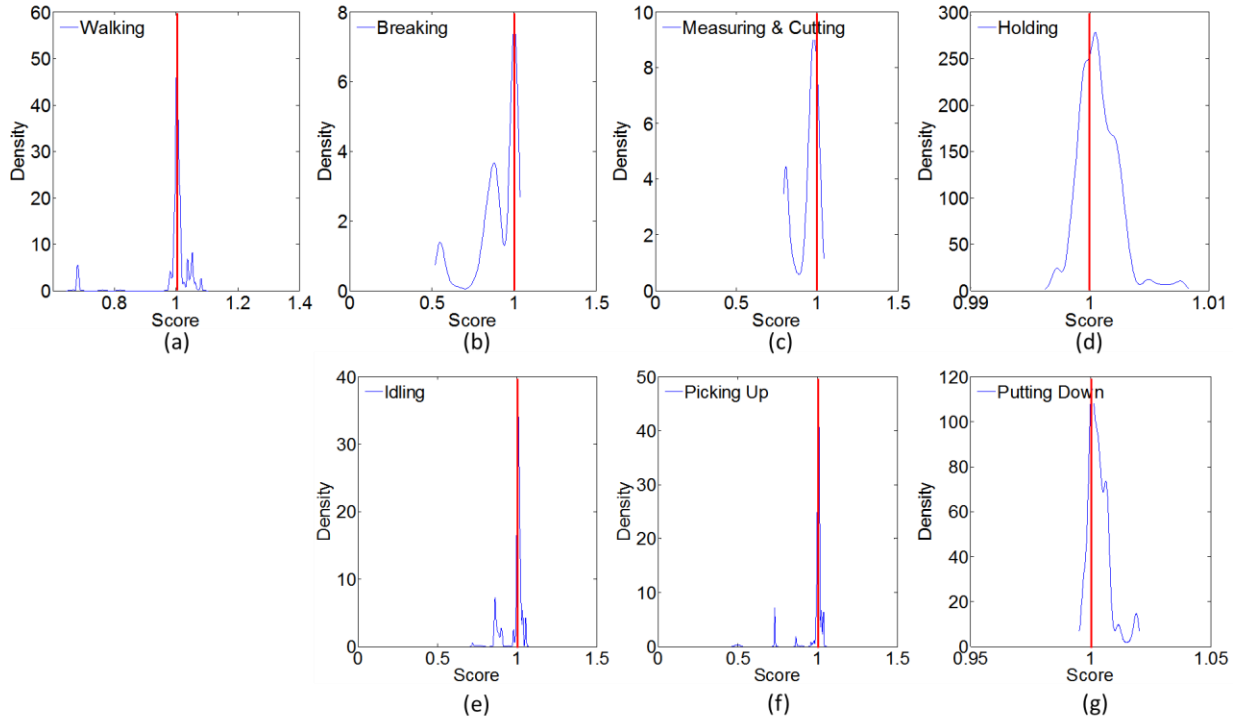 60
50
40
30
20
10
0
Walking
Density
0.8
1
1.2
1.4
Score
(a)
8
6
4
2
0
Breaking
Density
0
0.5
1
1.5
Score
(b)
10
8
6
4
2
0
Measuring & Cutting
Density
0
0.5
1
1.5
Score
(c)
300
250
200
150
100
50
0
Holding
Density
0.99
1
1.01
Score
(d)
40
30
20
10
0
Idling
Density
0
0.5
1
1.5
Score
(e)
50
40
30
20
10
0
Picking Up
Density
0
0.5
1
1.5
Score
(f)
120
100
80
60
40
20
0
Putting Down
Density
0.95
1
1.05
Score
(g)